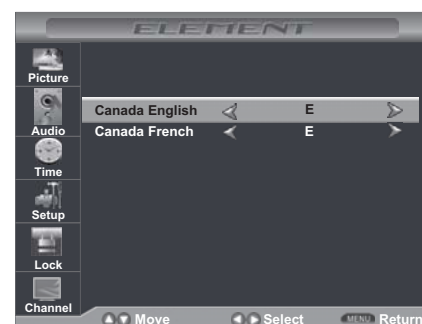 ELEMENT
Picture
Audio
Time
Setup
Lock
Channel
Canada English E
Canada French E
Move Select MENU Return